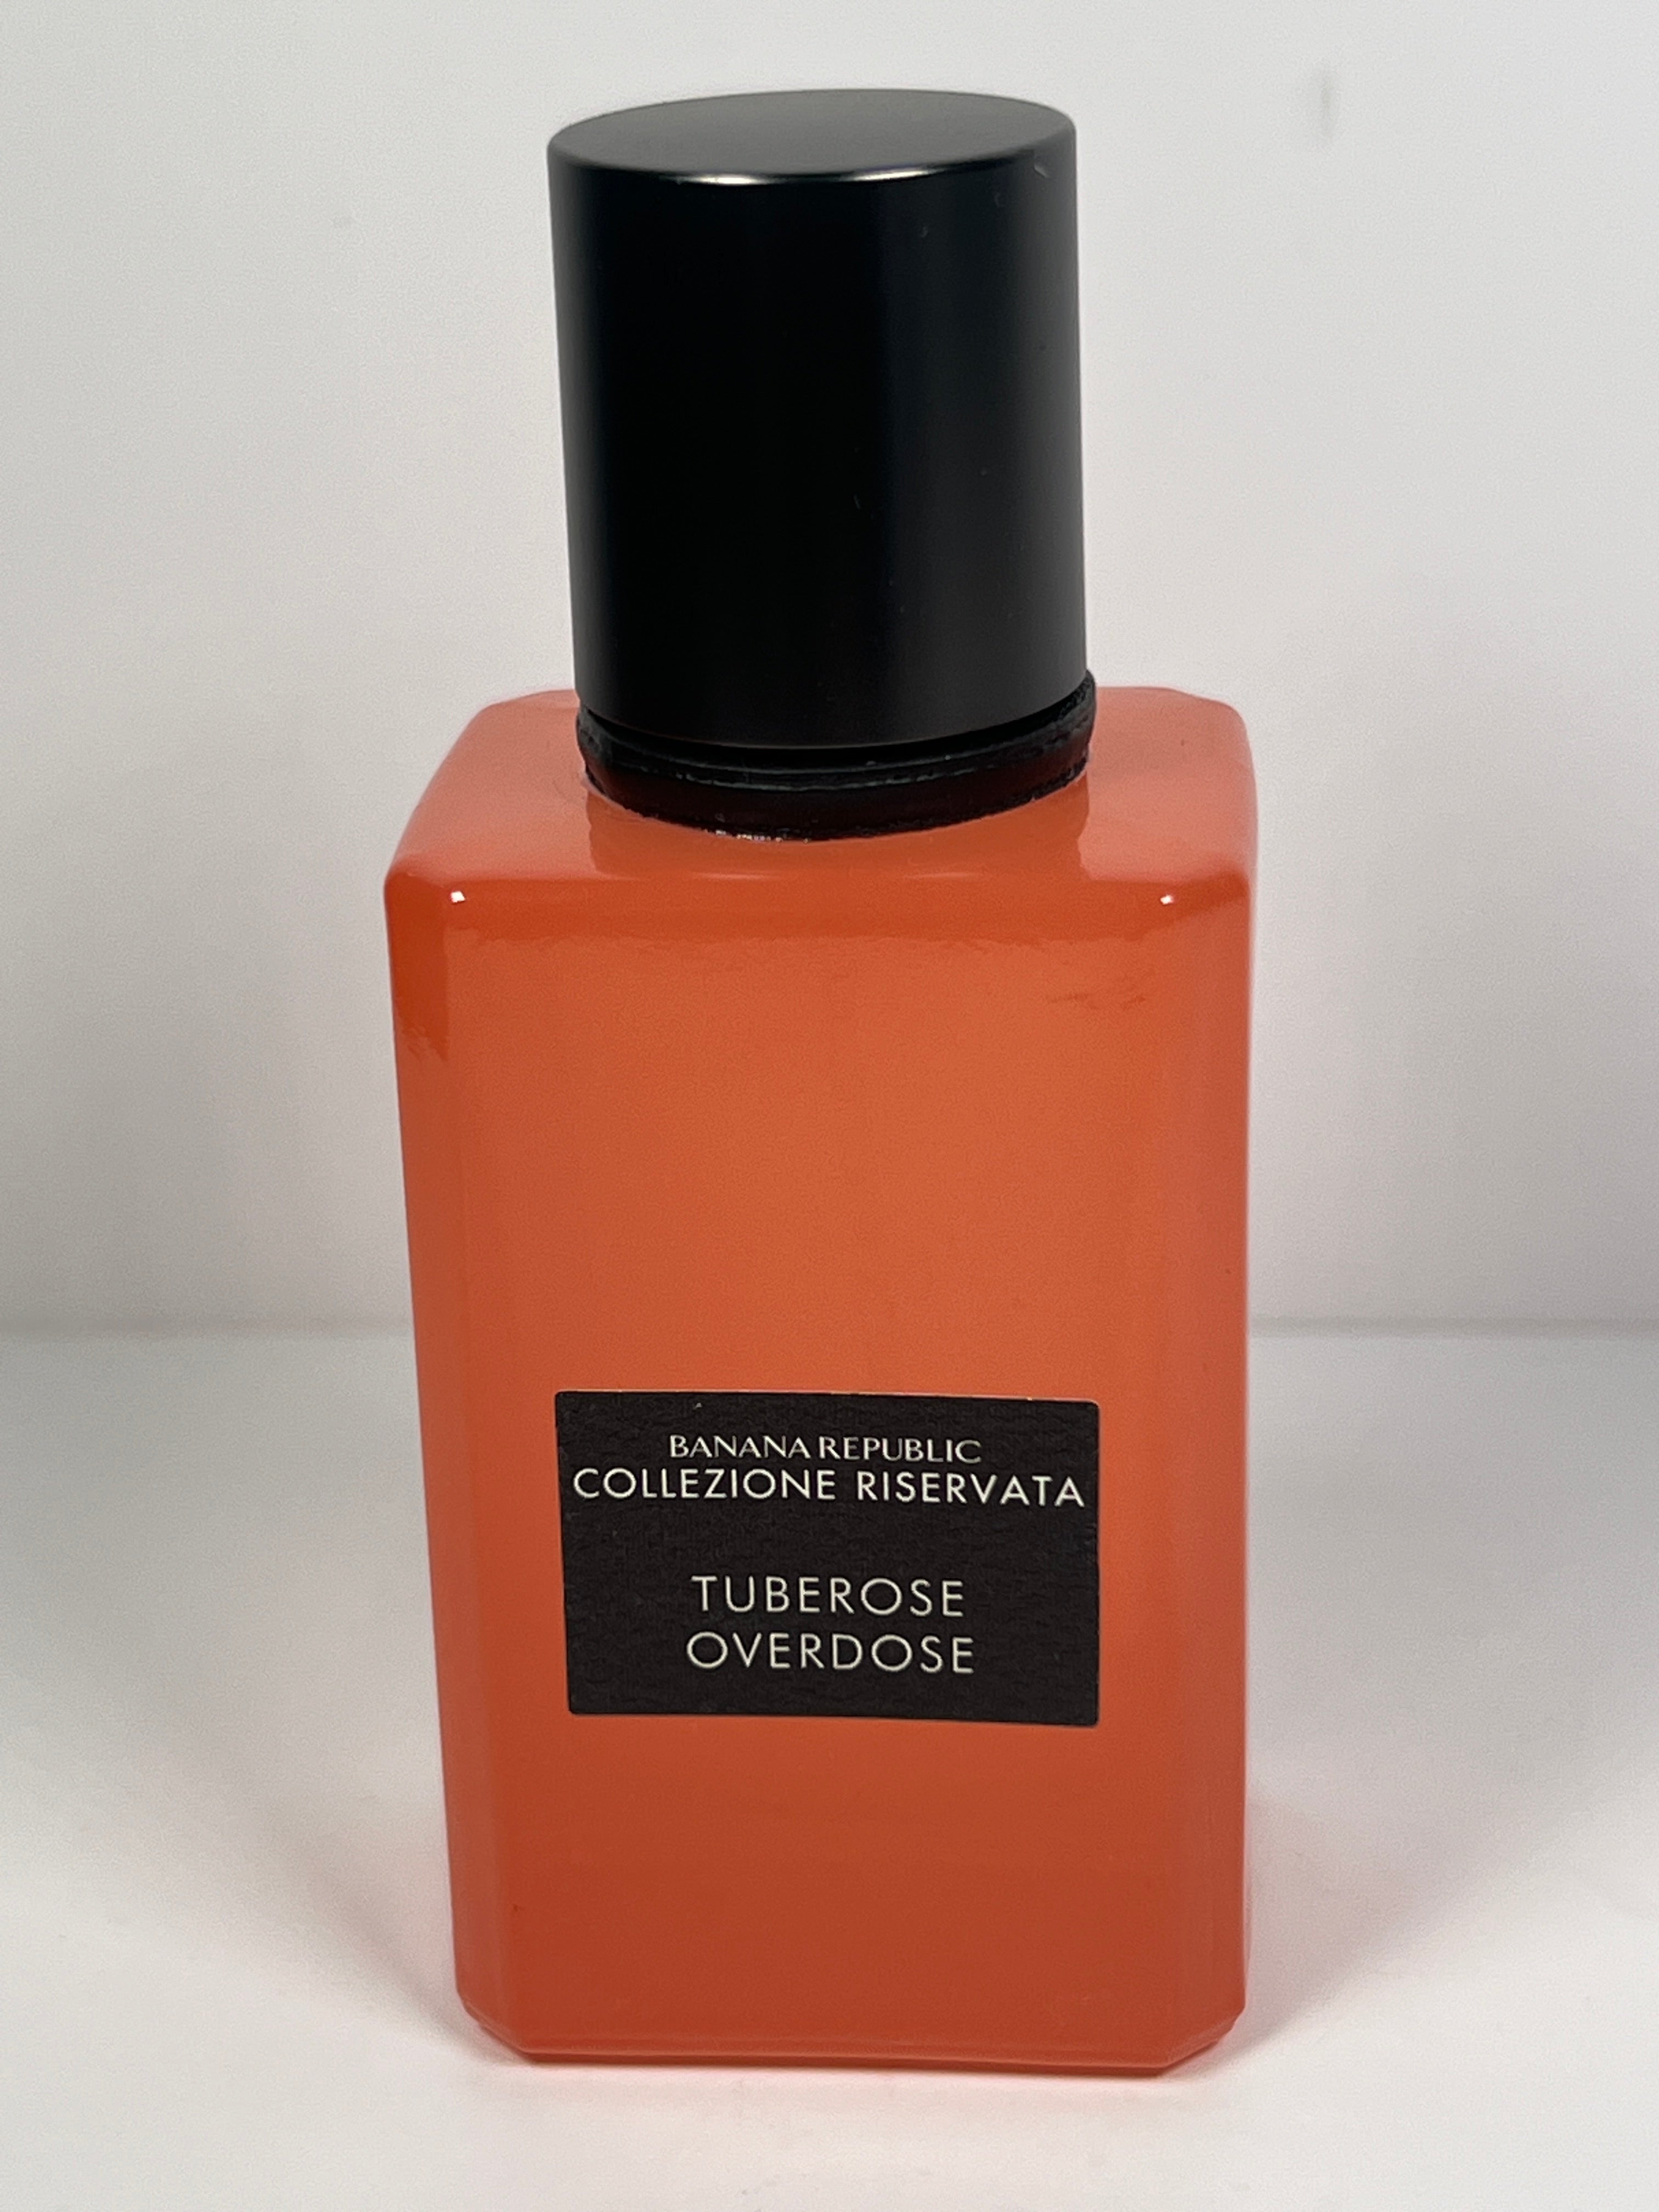 BANANA REPUBLIC
COLLEZIONE RISERVATA
TUBEROSE
OVERDOSE